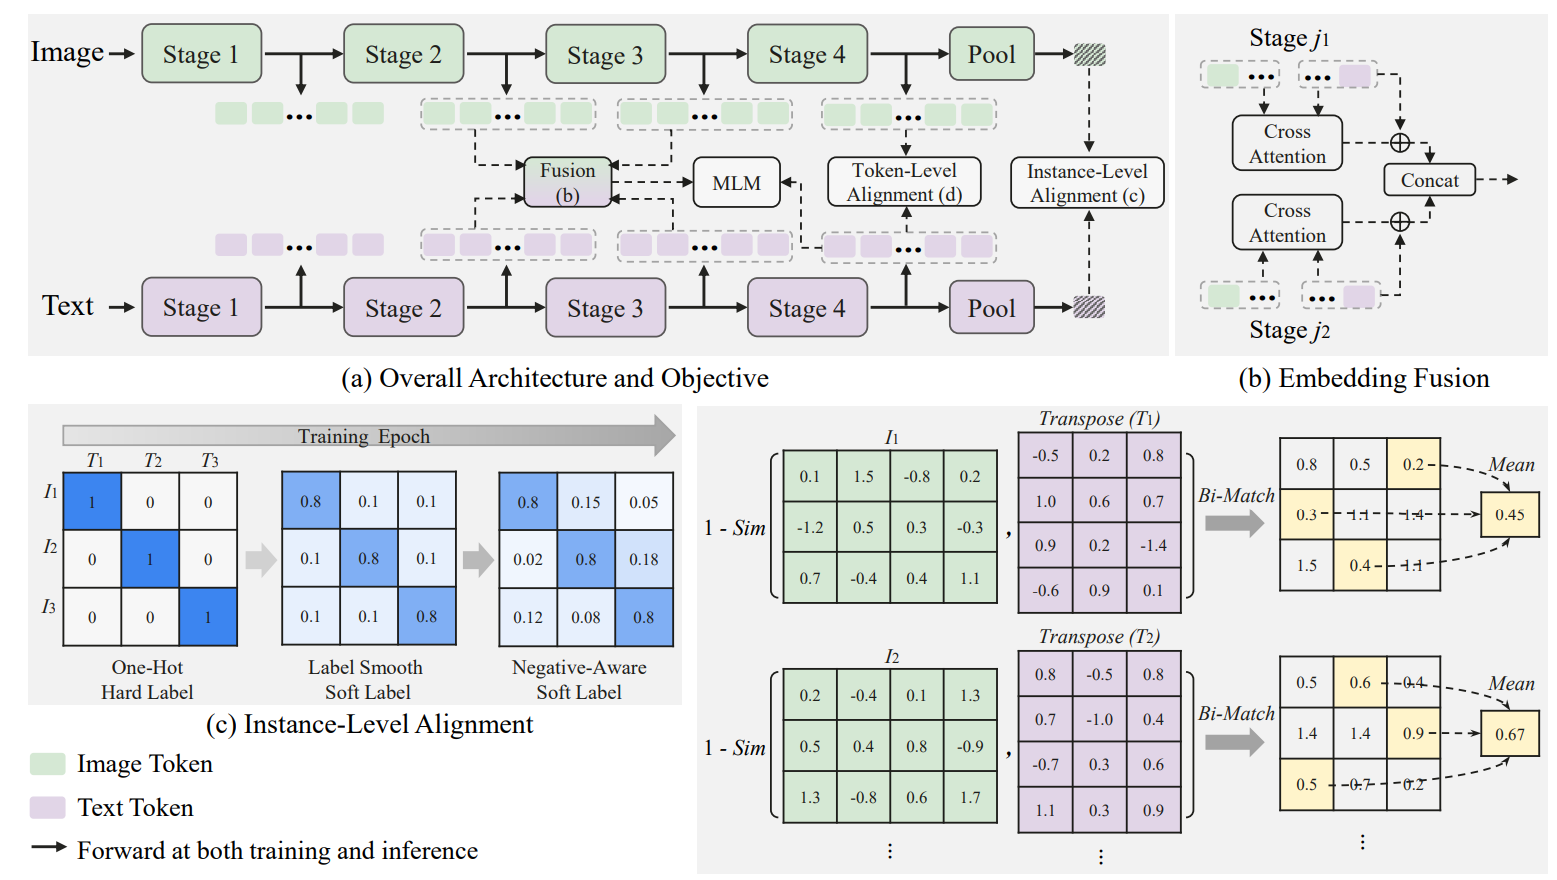 Image
Stage 1
Stage 2
Stage 3
Stage 4
Pool
...
...
...
...
Fusion
(b)
MLM
Token-Level
Alignment (d)
Instance-Level
Alignment (c)
...
...
...
...
Text
Stage 1
Stage 2
Stage 3
Stage 4
Pool
(a) Overall Architecture and Objective
Stage j1
... ...
Cross
Attention
Concat
Cross
Attention
... ...
Stage j2
(b) Embedding Fusion
Training Epoch
T1 T2 T3
I1 1 0 0
I2 0 1 0
I3 0 0 1
One-Hot
Hard Label
0.8 0.1 0.1
0.1 0.8 0.1
0.1 0.1 0.8
Label Smooth
Soft Label
0.8 0.15 0.05
0.02 0.8 0.18
0.12 0.08 0.8
Negative-Aware
Soft Label
(c) Instance-Level Alignment
Image Token
Text Token
Forward at both training and inference
1 - Sim
I1
0.1 1.5 -0.8 0.2
-1.2 0.5 0.3 -0.3
0.7 -0.4 0.4 1.1
,
Transpose (T1)
-0.5 0.2 0.8
1.0 0.6 0.7
0.9 0.2 -1.4
-0.6 0.9 0.1
Bi-Match
0.8 0.5 0.2
0.3 1.1 1.4
1.5 0.4 1.1
Mean
0.45
1 - Sim
I2
0.2 -0.4 0.1 1.3
0.5 0.4 0.8 -0.9
1.3 -0.8 0.6 1.7
,
Transpose (T2)
0.8 -0.5 0.8
0.7 -1.0 0.4
-0.7 0.3 0.6
1.1 0.3 0.9
Bi-Match
0.5 0.6 0.4
1.4 1.4 0.9
0.5 0.7 0.2
Mean
0.67
⋮ ⋮ ⋮